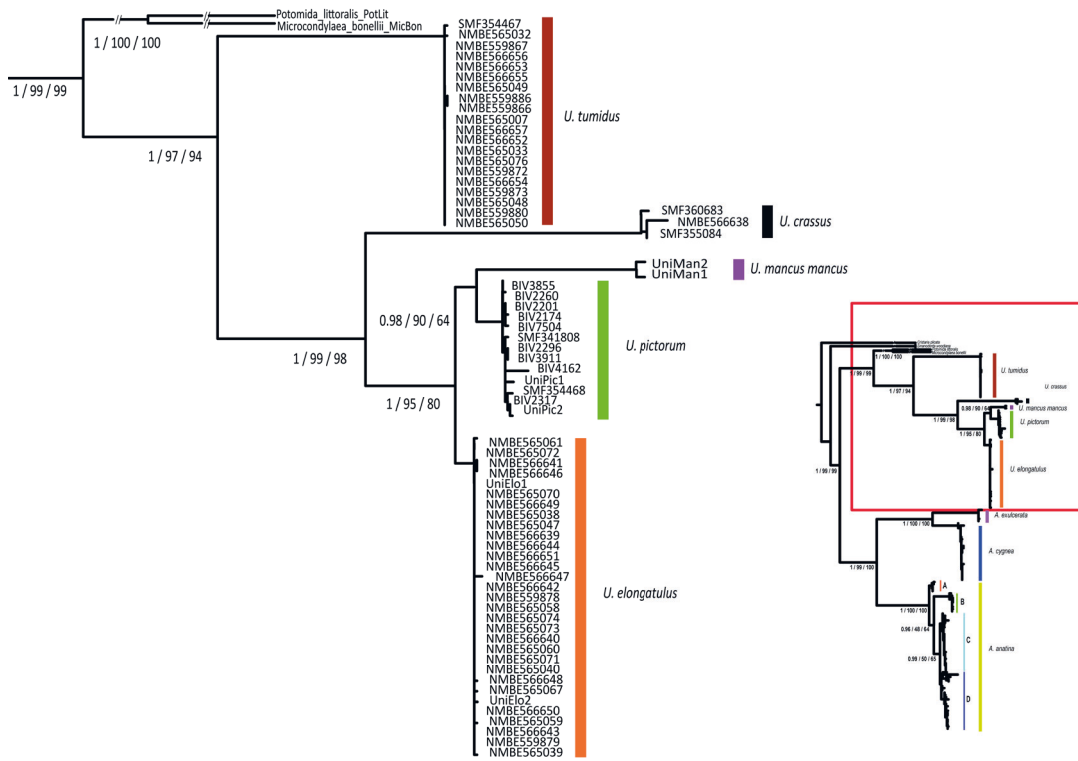 Potomida_littoralis_PotLit
Microcondylaea_bonellii_MicBon
1 / 100 / 100
1 / 99 / 99
SMF354467
NMBE565032
NMBE559867
NMBE566656
NMBE566653
NMBE566655
NMBE565049
NMBE559886
NMBE559866
NMBE565007
NMBE566657
NMBE566652
NMBE565033
NMBE565076
NMBE559872
NMBE566654
NMBE559873
NMBE565048
NMBE559880
NMBE565050
U. tumidus
1 / 97 / 94
SMF360683
NMBE566638
SMF355084
U. crassus
UniMan2
UniMan1
U. mancus mancus
BIV3855
BIV2260
BIV2201
BIV2174
BIV7504
SMF341808
BIV2296
BIV3911
BIV4162
UniPic1
SMF354468
BIV2317
UniPic2
U. pictorum
0.98 / 90 / 64
1 / 99 / 98
1 / 95 / 80
NMBE565061
NMBE565072
NMBE566641
NMBE566646
UniElo1
NMBE565070
NMBE566649
NMBE565038
NMBE565047
NMBE566639
NMBE566644
NMBE566651
NMBE566645
NMBE566647
NMBE566642
NMBE559878
NMBE565058
NMBE565074
NMBE565073
NMBE566640
NMBE565060
NMBE565071
NMBE565040
NMBE566648
NMBE565067
UniElo2
NMBE566650
NMBE565059
NMBE566643
NMBE559879
NMBE565039
U. elongatulus
1 / 100 / 100
1 / 99 / 99
U. tumidus
1 / 97 / 94
U. crassus
0.98 / 90 / 64
U. mancus mancus
1 / 99 / 98
U. pictorum
1 / 95 / 80
1 / 99 / 99
U. elongatulus
A. exulcerata
1 / 100 / 100
A. cygnea
1 / 99 / 100
A
B
1 / 100 / 100
0.96 / 48 / 64
C
A. anatina
0.99 / 50 / 65
D